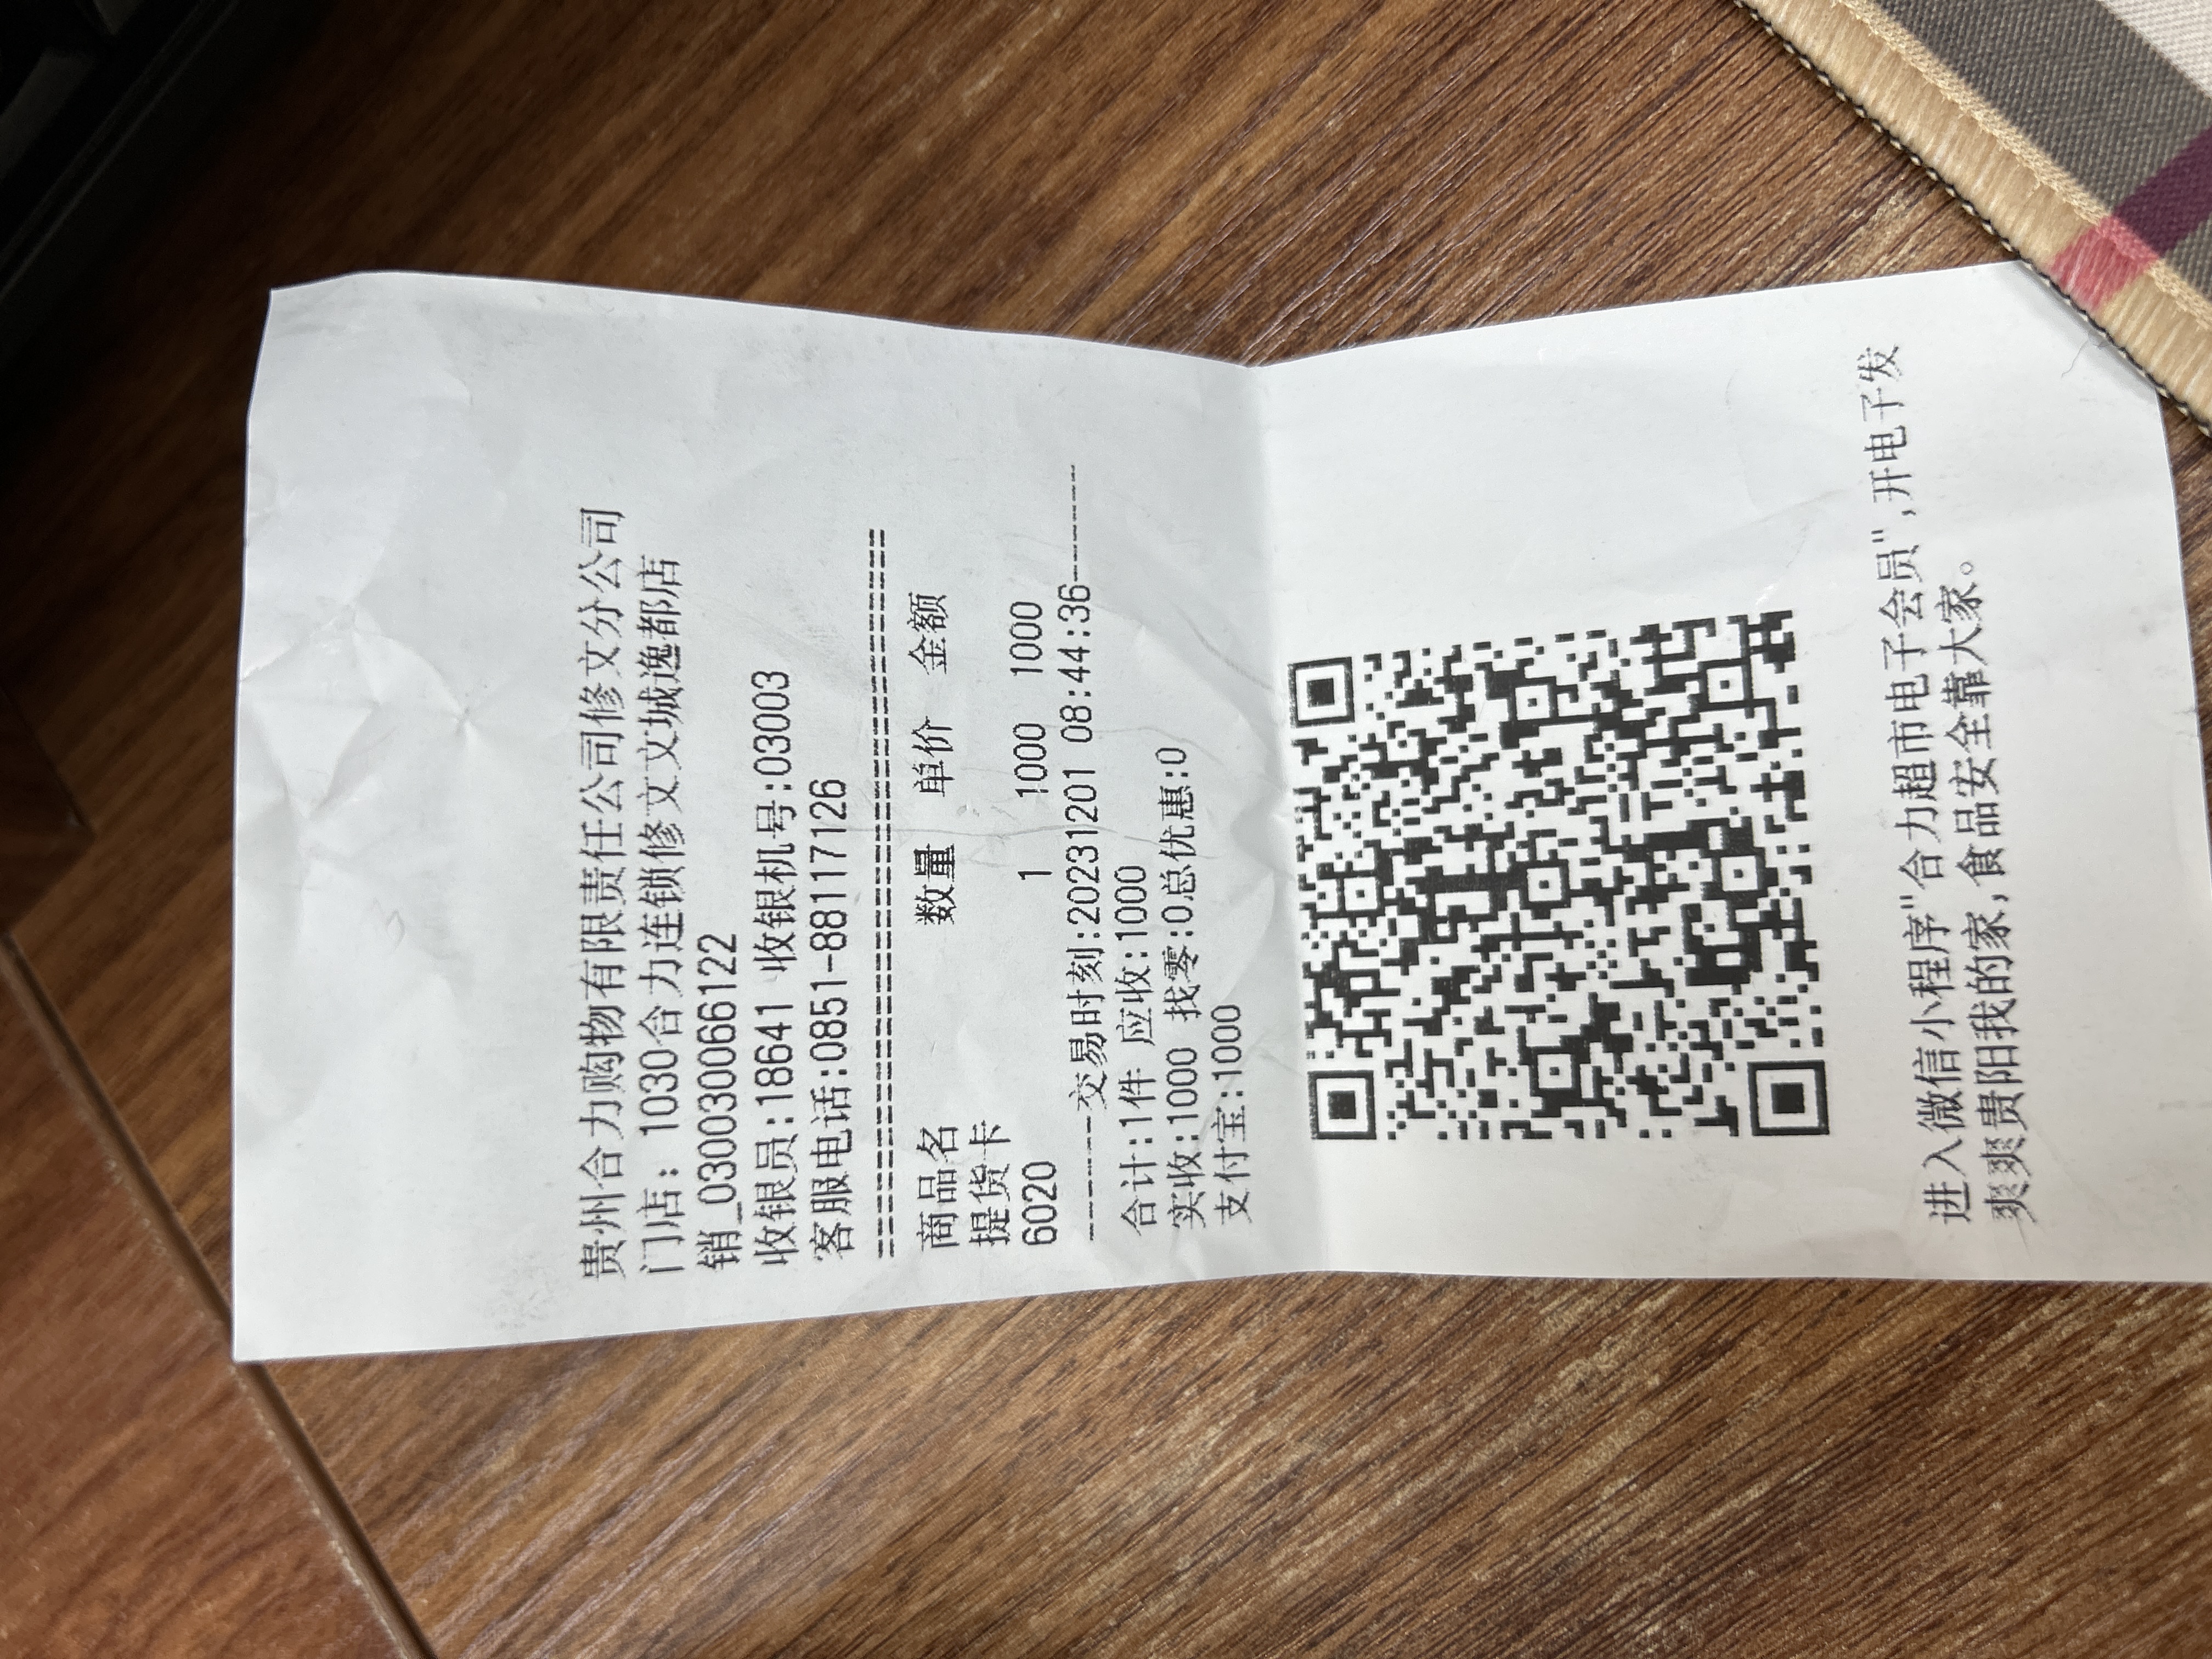 贵州合力购物有限责任公司修文分公司
门店: 1030合力连锁修文文城逸都店
销_0300300066122
收银员:18641 收银机号:03003
客服电话:0851-88117126
======================================
商品名 数量 单价 金额
提货卡
6020 1 1000 1000
------交易时刻:20231201 08:44:36------
合计:1件 应收:1000
实收:1000 找零:0总优惠:0
支付宝:1000
进入微信小程序"合力超市电子会员",开电子发
爽爽贵阳我的家,食品安全靠大家。